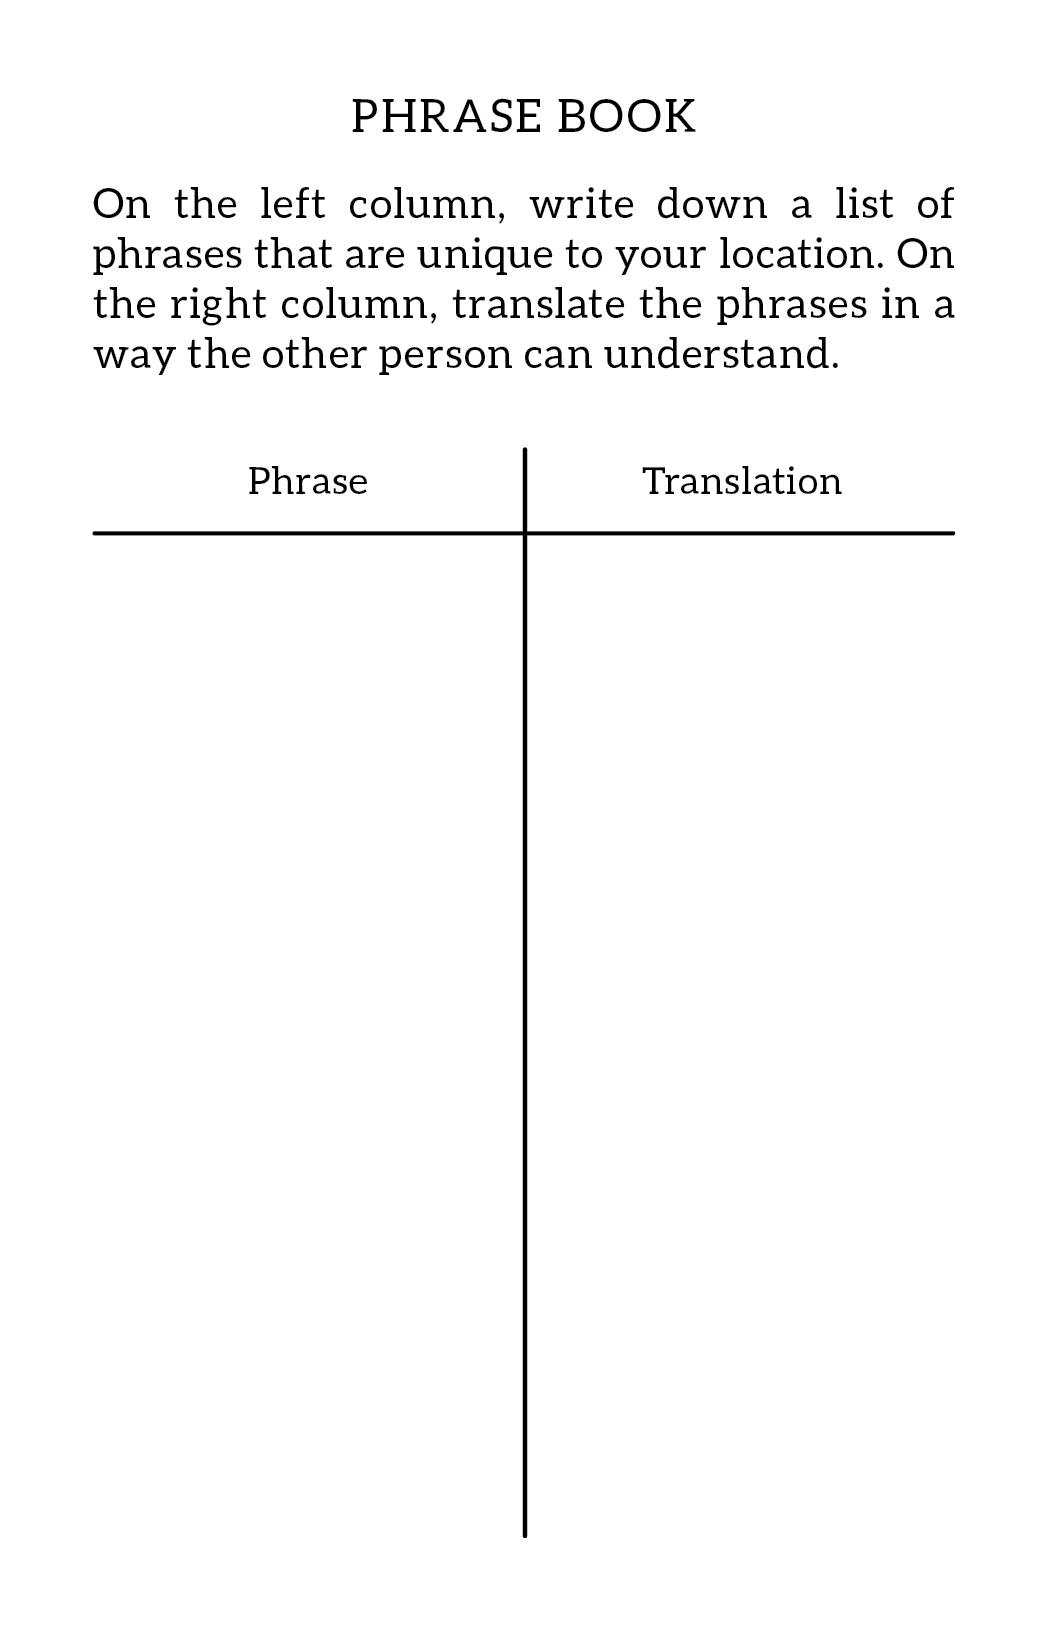 PHRASE BOOK
On the left column, write down a list of
phrases that are unique to your location. On
the right column, translate the phrases in a
way the other person can understand.
Phrase Translation